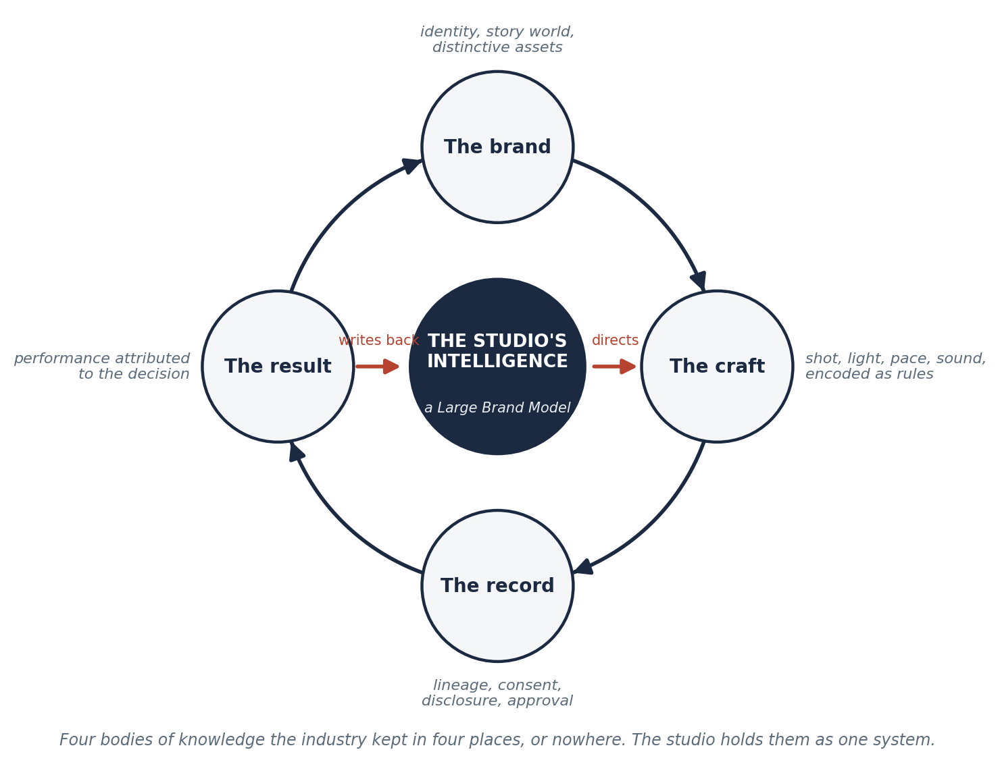 identity, story world,
distinctive assets
The brand
writes back
THE STUDIO'S
INTELLIGENCE
directs
performance attributed
to the decision
The result
The craft
shot, light, pace, sound,
encoded as rules
a Large Brand Model
The record
lineage, consent,
disclosure, approval
Four bodies of knowledge the industry kept in four places, or nowhere. The studio holds them as one system.